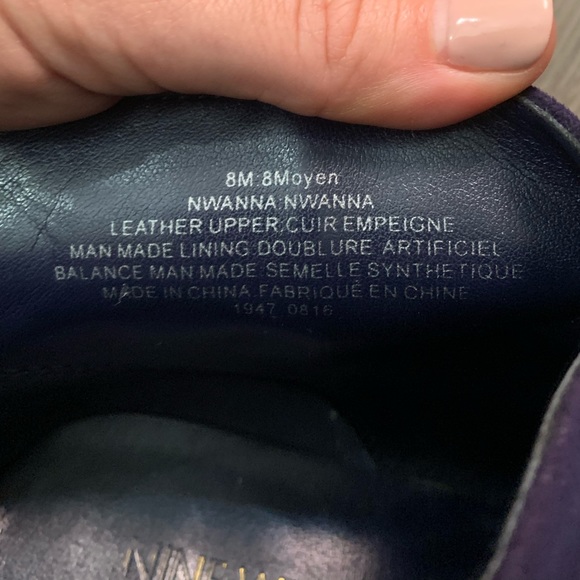 8M:8Moyen
NWANNA:NWANNA
LEATHER UPPER:CUIR EMPEIGNE
MAN MADE LINING:DOUBLURE ARTIFICIEL
BALANCE MAN MADE:SEMELLE SYNTHETIQUE
MADE IN CHINA:FABRIQUÉ EN CHINE
1947 0816
NINE